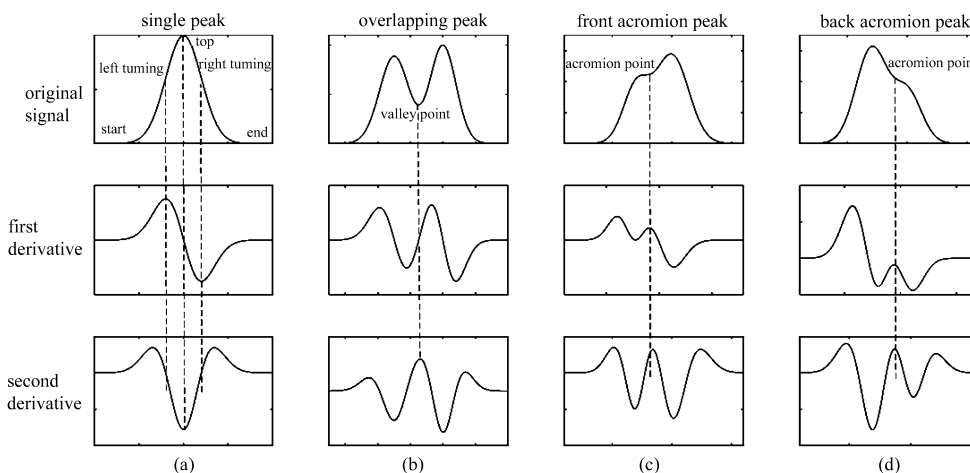 single peak
overlapping peak
front acromion peak
back acromion peak
original
signal
top
left tuming
right tuming
start
end
valley point
acromion point
acromion point
first
derivative
second
derivative
(a)
(b)
(c)
(d)